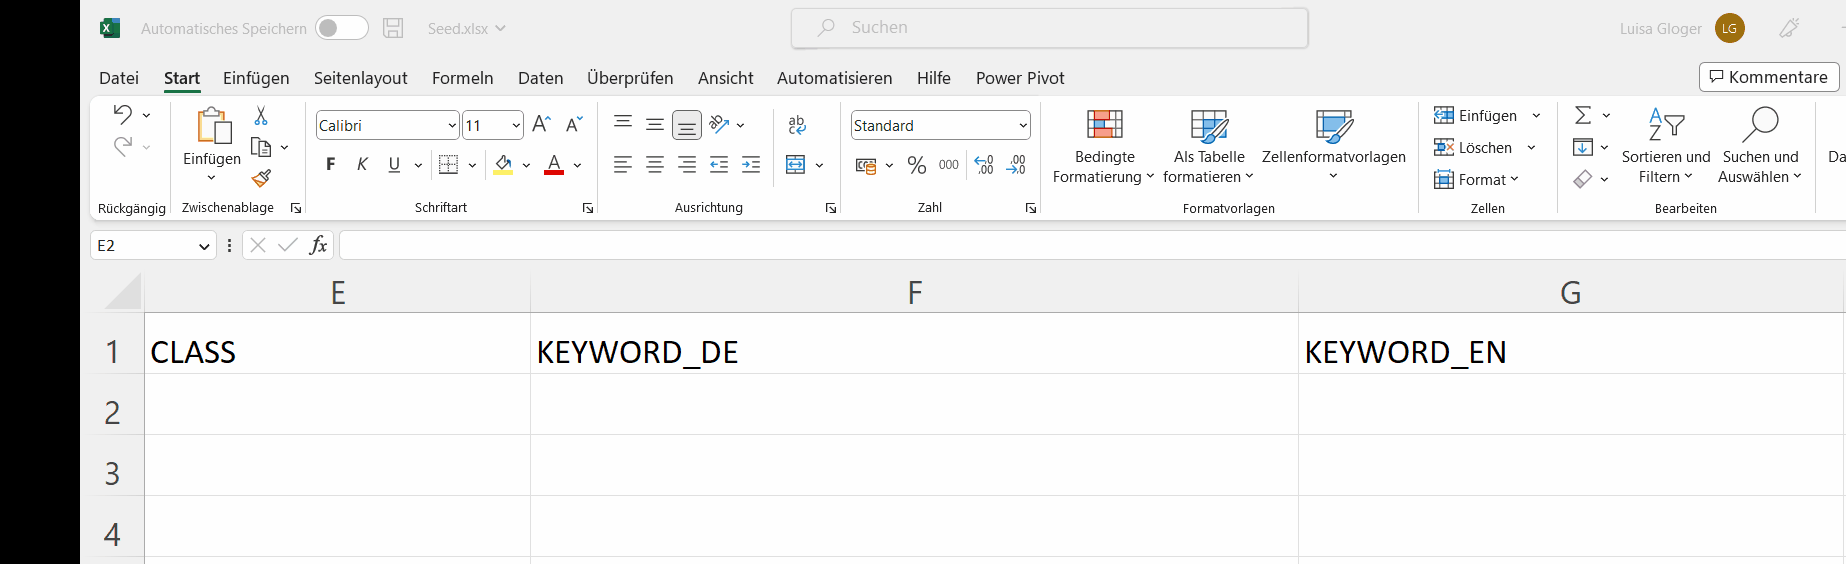 Automatisches Speichern
Seed.xlsx
Suchen
Luisa Gloger
LG
Datei Start Einfügen Seitenlayout Formeln Daten Überprüfen Ansicht Automatisieren Hilfe Power Pivot
Kommentare
Rückgängig
Einfügen
Zwischenablage
Calibri
11
F K U
Schriftart
ab
Ausrichtung
Standard
% 000
Zahl
Bedingte
Formatierung
Als Tabelle
formatieren
Zellenformatvorlagen
Formatvorlagen
Einfügen
Löschen
Format
Zellen
Sortieren und
Filtern
Suchen und
Auswählen
Bearbeiten
Da
E2
fx
E F G
1 CLASS KEYWORD_DE KEYWORD_EN
2
3
4